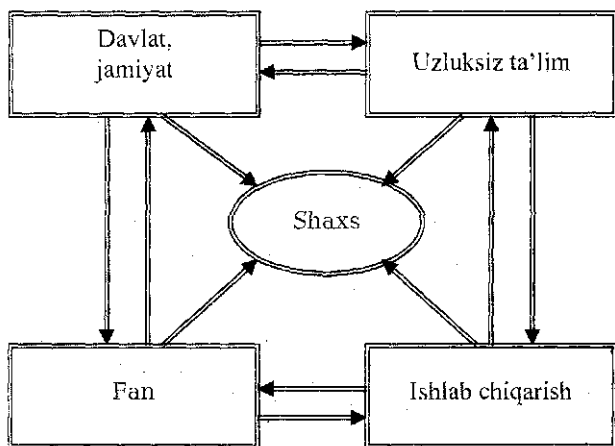 Davlat,
jamiyat
Uzluksiz ta’lim
Shaxs
Fan
Ishlab chiqarish